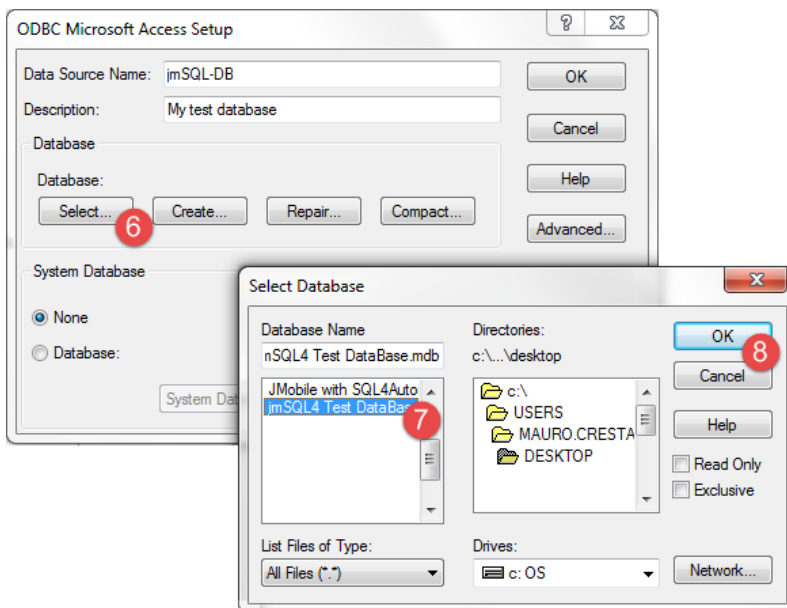 ODBC Microsoft Access Setup
Data Source Name: jmSQL-DB
OK
Description: My test database
Cancel
Database
Database:
Help
Select... Create... Repair... Compact...
6
Advanced...
System Database
None
Database:
System Dat
Select Database
Database Name
nSQL4 Test DataBase.mdb
JMobile with SQL4Auto
jmSQL4 Test DataBas
7
List Files of Type:
All Files (*.*)
Directories:
c:\...\desktop
c:\
USERS
MAURO.CRESTA
DESKTOP
Drives:
c: OS
OK
8
Cancel
Help
Read Only
Exclusive
Network...